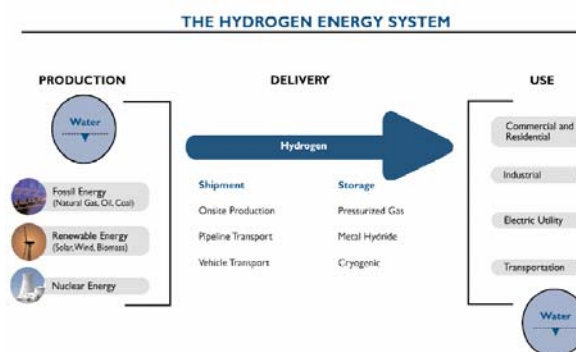 THE HYDROGEN ENERGY SYSTEM
PRODUCTION
Water
Fossil Energy
(Natural Gas, Oil, Coal)
Renewable Energy
(Solar, Wind, Biomass)
Nuclear Energy
DELIVERY
Hydrogen
Shipment
Onsite Production
Pipeline Transport
Vehicle Transport
Storage
Pressurized Gas
Metal Hydride
Cryogenic
USE
Commercial and
Residential
Industrial
Electric Utility
Transportation
Water